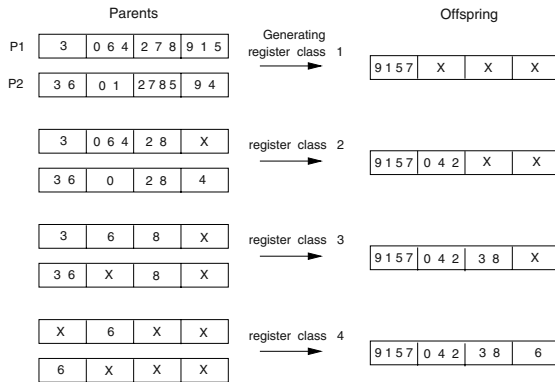 Parents Generating Offspring
P1 3 0 6 4 2 7 8 9 1 5 register class 1 9 1 5 7 X X X
P2 3 6 0 1 2 7 8 5 9 4
3 0 6 4 2 8 X register class 2 9 1 5 7 0 4 2 X X
3 6 0 2 8 4
3 6 8 X register class 3 9 1 5 7 0 4 2 3 8 X
3 6 X 8 X
X 6 X X register class 4 9 1 5 7 0 4 2 3 8 6
6 X X X